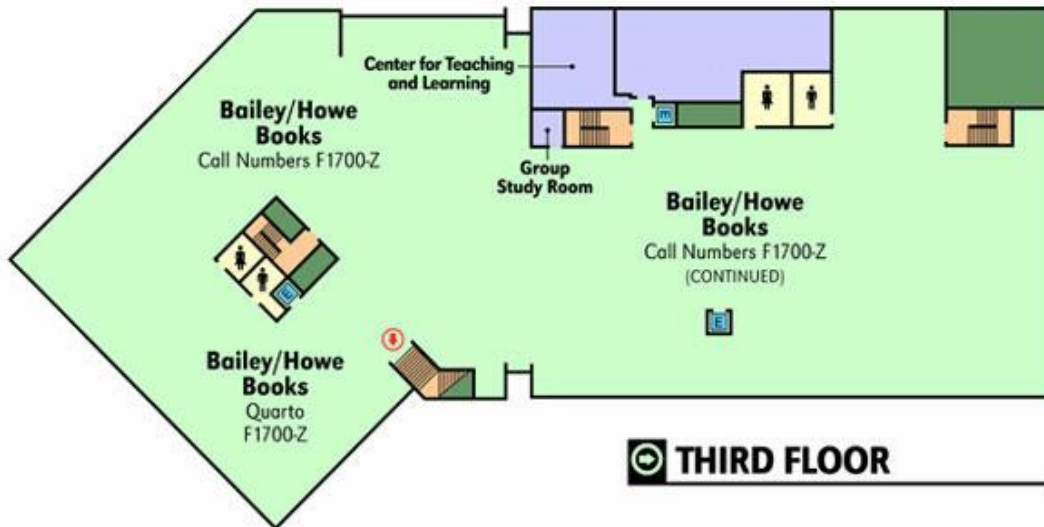 Center for Teaching
and Learning
Bailey/Howe
Books
Call Numbers F1700-Z
Group
Study Room
Bailey/Howe
Books
Call Numbers F1700-Z
(CONTINUED)
E
E
E
Bailey/Howe
Books
Quarto
F1700-Z
THIRD FLOOR